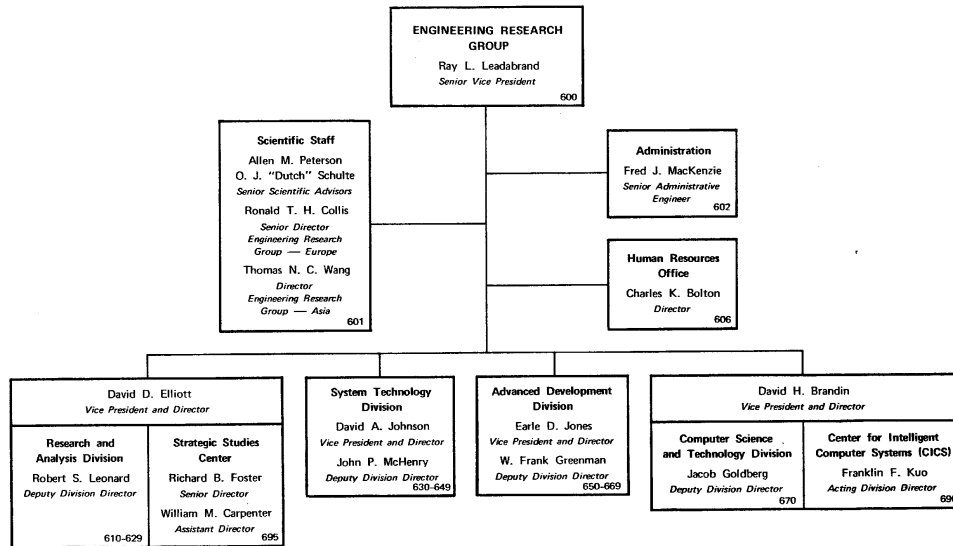 ENGINEERING RESEARCH
GROUP
Ray L. Leadabrand
Senior Vice President
600
Scientific Staff
Allen M. Peterson
O. J. "Dutch" Schulte
Senior Scientific Advisors
Ronald T. H. Collis
Senior Director
Engineering Research
Group — Europe
Thomas N. C. Wang
Director
Engineering Research
Group — Asia
601
Administration
Fred J. MacKenzie
Senior Administrative
Engineer
602
Human Resources
Office
Charles K. Bolton
Director
606
David D. Elliott
Vice President and Director
Research and
Analysis Division
Robert S. Leonard
Deputy Division Director
610-629
Strategic Studies
Center
Richard B. Foster
Senior Director
William M. Carpenter
Assistant Director
695
System Technology
Division
David A. Johnson
Vice President and Director
John P. McHenry
Deputy Division Director
630-649
Advanced Development
Division
Earle D. Jones
Vice President and Director
W. Frank Greenman
Deputy Division Director
650-669
David H. Brandin
Vice President and Director
Computer Science
and Technology Division
Jacob Goldberg
Deputy Division Director
670
Center for Intelligent
Computer Systems (CICS)
Franklin F. Kuo
Acting Division Director